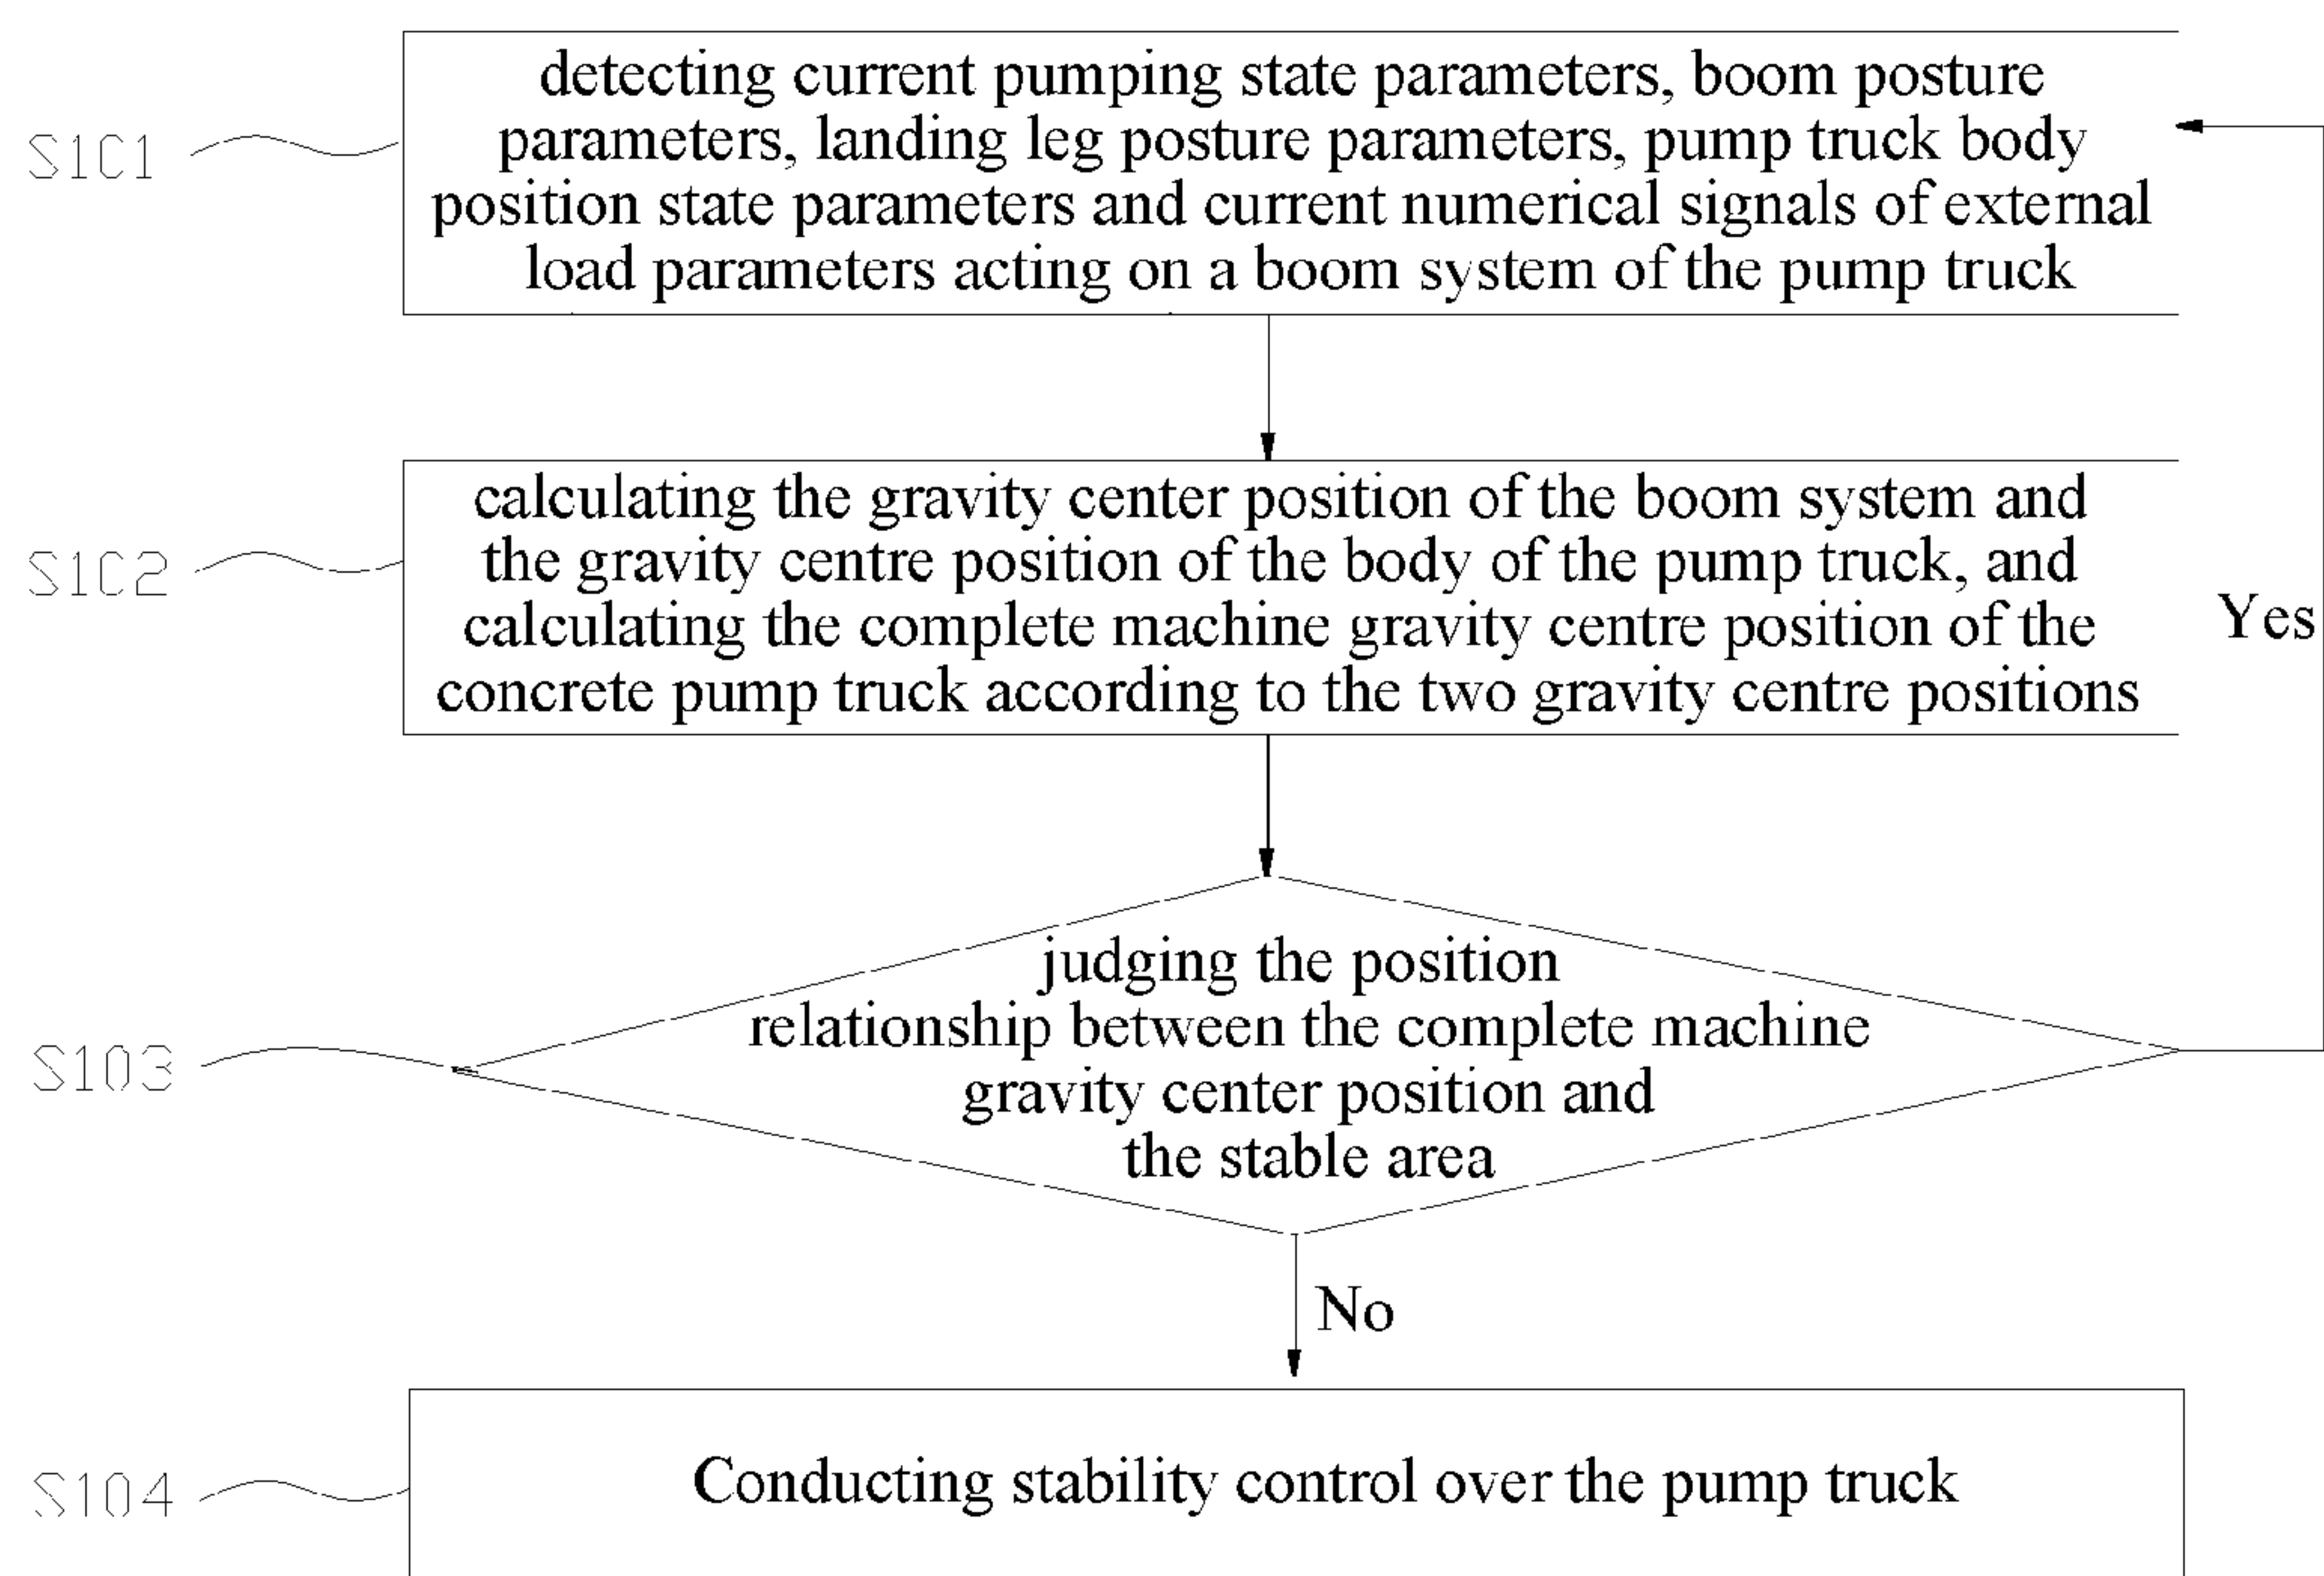 detecting current pumping state parameters, boom posture
parameters, landing leg posture parameters, pump truck body
position state parameters and current numerical signals of external
load parameters acting on a boom system of the pump truck
S101
calculating the gravity center position of the boom system and
the gravity centre position of the body of the pump truck, and
calculating the complete machine gravity centre position of the
concrete pump truck according to the two gravity centre positions
S102
Yes
judging the position
relationship between the complete machine
gravity center position and
the stable area
S103
No
Conducting stability control over the pump truck
S104